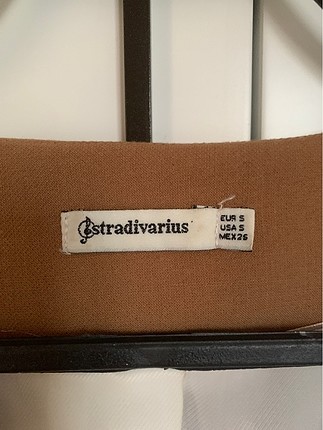 stradivarius
EUR S
USA S
MEX 26